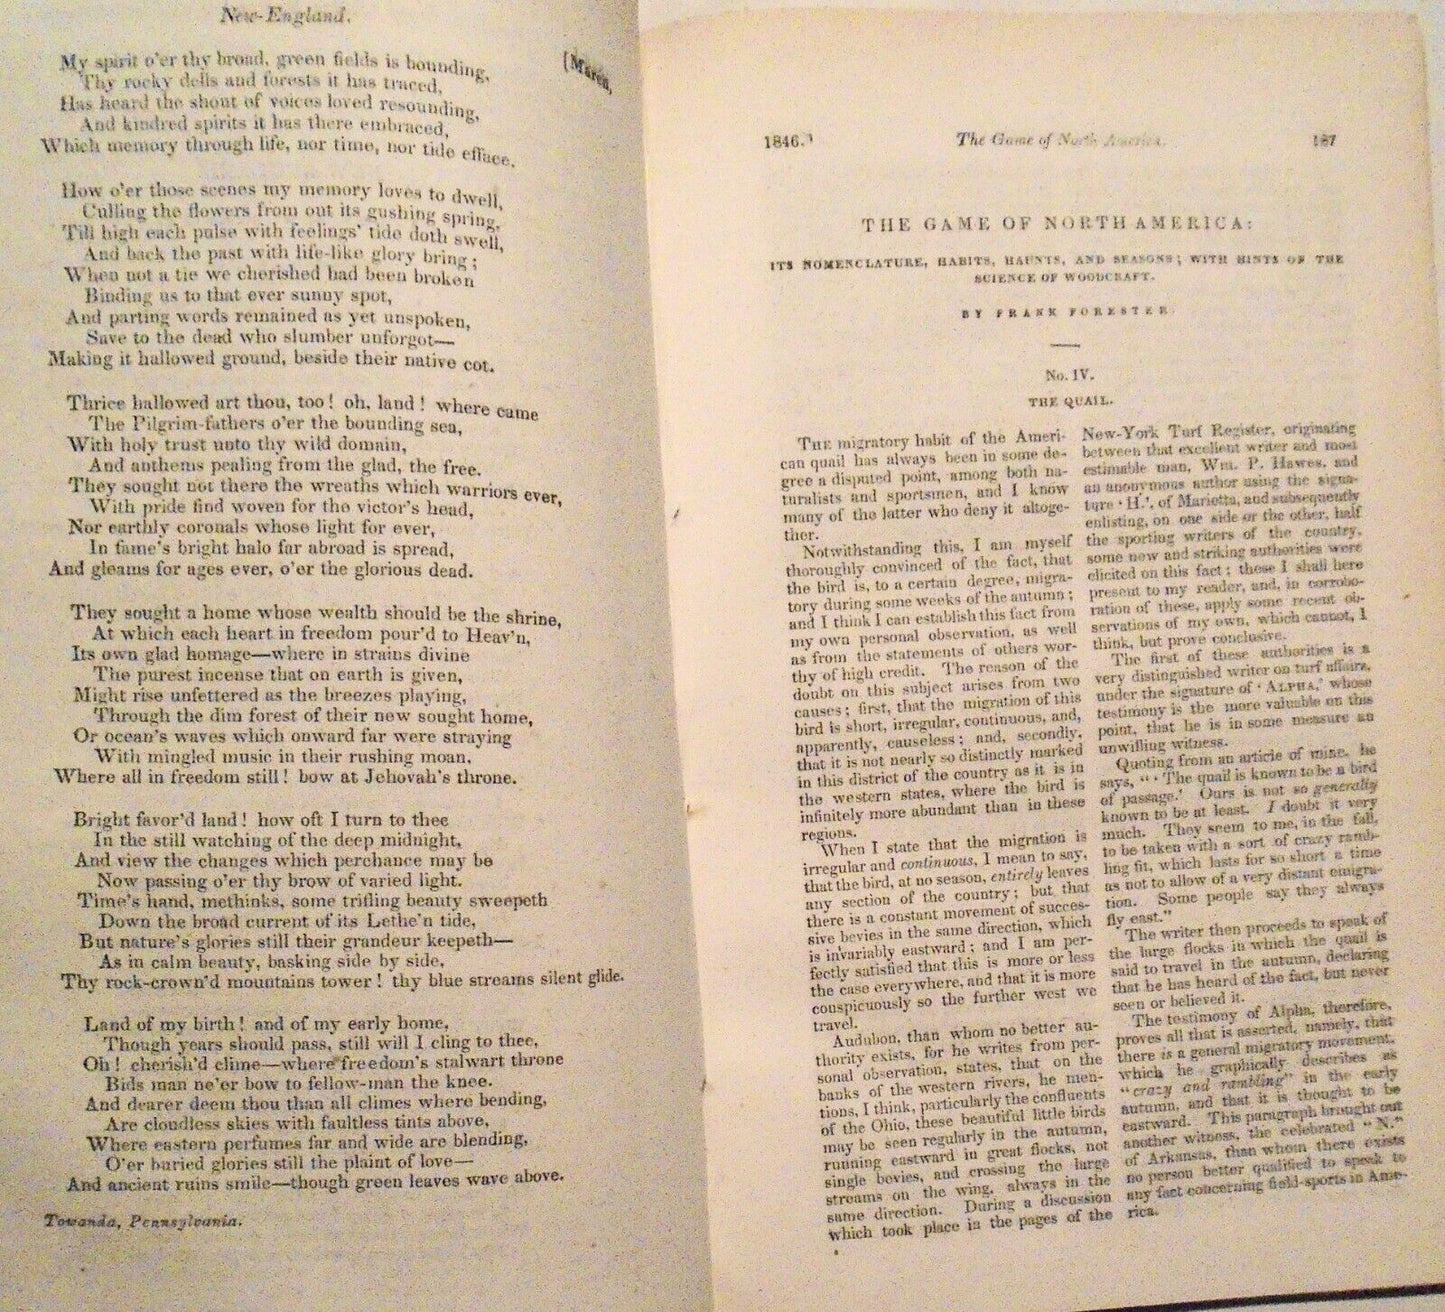 New-England.
[March,
My spirit o'er thy broad, green fields is bounding,
Thy rocky dells and forests it has traced,
Has heard the shout of voices loved resounding,
And kindred spirits it has there embraced,
Which memory through life, nor time, nor tide efface.
How o'er those scenes my memory loves to dwell,
Culling the flowers from out its gushing spring,
Till high each pulse with feelings' tide doth swell,
And back the past with life-like glory bring;
When not a tie we cherished had been broken
Binding us to that ever sunny spot,
And parting words remained as yet unspoken,
Save to the dead who slumber unforgot—
Making it hallowed ground, beside their native cot.
Thrice hallowed art thou, too! oh, land! where came
The Pilgrim-fathers o'er the bounding sea,
With holy trust unto thy wild domain,
And anthems pealing from the glad, the free.
They sought not there the wreaths which warriors ever,
With pride find woven for the victor's head,
Nor earthly coronals whose light for ever,
In fame's bright halo far abroad is spread,
And gleams for ages ever, o'er the glorious dead.
They sought a home whose wealth should be the shrine,
At which each heart in freedom pour'd to Heav'n,
Its own glad homage—where in strains divine
The purest incense that on earth is given,
Might rise unfettered as the breezes playing,
Through the dim forest of their new sought home,
Or ocean's waves which onward far were straying
With mingled music in their rushing moan,
Where all in freedom still! bow at Jehovah's throne.
Bright favor'd land! how oft I turn to thee
In the still watching of the deep midnight,
And view the changes which perchance may be
Now passing o'er thy brow of varied light.
Time's hand, methinks, some trifling beauty sweepeth
Down the broad current of its Lethe'n tide,
But nature's glories still their grandeur keepeth—
As in calm beauty, basking side by side,
Thy rock-crown'd mountains tower! thy blue streams silent glide.
Land of my birth! and of my early home,
Though years should pass, still will I cling to thee,
Oh! cherish'd clime—where freedom's stalwart throne
Bids man ne'er bow to fellow-man the knee.
And dearer deem thou than all climes where bending,
Are cloudless skies with faultless tints above,
Where eastern perfumes far and wide are blending,
O'er buried glories still the plaint of love—
And ancient ruins smile—though green leaves wave above.
Towanda, Pennsylvania.
1846.] The Game of North America. 187
THE GAME OF NORTH AMERICA:
ITS NOMENCLATURE, HABITS, HAUNTS, AND SEASONS; WITH HINTS ON THE
SCIENCE OF WOODCRAFT.
BY FRANK FORESTER.
No. IV.
THE QUAIL.
THE migratory habit of the Ameri-
can quail has always been in some de-
gree a disputed point, among both na-
turalists and sportsmen, and I know
many of the latter who deny it altoge-
ther.
Notwithstanding this, I am myself
thoroughly convinced of the fact, that
the bird is, to a certain degree, migra-
tory during some weeks of the autumn;
and I think I can establish this fact from
my own personal observation, as well
as from the statements of others wor-
thy of high credit. The reason of the
doubt on this subject arises from two
causes; first, that the migration of this
bird is short, irregular, continuous, and,
apparently, causeless; and, secondly,
that it is not nearly so distinctly marked
in this district of the country as it is in
the western states, where the bird is
infinitely more abundant than in these
regions.
When I state that the migration is
irregular and continuous, I mean to say,
that the bird, at no season, entirely leaves
any section of the country; but that
there is a constant movement of succes-
sive bevies in the same direction, which
is invariably eastward; and I am per-
fectly satisfied that this is more or less
the case everywhere, and that it is more
conspicuously so the further west we
travel.
Audubon, than whom no better au-
thority exists, for he writes from per-
sonal observation, states, that on the
banks of the western rivers, he men-
tions, I think, particularly the confluents
of the Ohio, these beautiful little birds
may be seen regularly in the autumn,
running eastward in great flocks, not
single bevies, and crossing the large
streams on the wing, always in the
same direction. During a discussion
which took place in the pages of the
New-York Turf Register, originating
between that excellent writer and most
estimable man, Wm. P. Hawes, and
an anonymous author using the signa-
ture 'H.', of Marietta, and subsequently
enlisting, on one side or the other, half
the sporting writers of the country,
some new and striking authorities were
elicited on this fact; these I shall here
present to my reader, and, in corrobo-
ration of these, apply some recent ob-
servations of my own, which cannot, I
think, but prove conclusive.
The first of these authorities is a
very distinguished writer on turf affairs,
under the signature of 'ALPHA,' whose
testimony is the more valuable on this
point, that he is in some measure an
unwilling witness.
Quoting from an article of mine, he
says, "'The quail is known to be a bird
of passage.' Ours is not so generally
known to be at least. I doubt it very
much. They seem to me, in the fall,
to be taken with a sort of crazy ramb-
ling fit, which lasts for so short a time
as not to allow of a very distant emigra-
tion. Some people say they always
fly east."
The writer then proceeds to speak of
the large flocks in which the quail is
said to travel in the autumn, declaring
that he has heard of the fact, but never
seen or believed it.
The testimony of Alpha, therefore,
proves all that is asserted, namely, that
there is a general migratory movement,
which he graphically describes as
"crazy and rambling" in the early
autumn, and that it is thought to be
eastward. This paragraph brought out
another witness, the celebrated "N."
of Arkansas, than whom there exists
no person better qualified to speak to
any fact concerning field-sports in Ame-
rica.